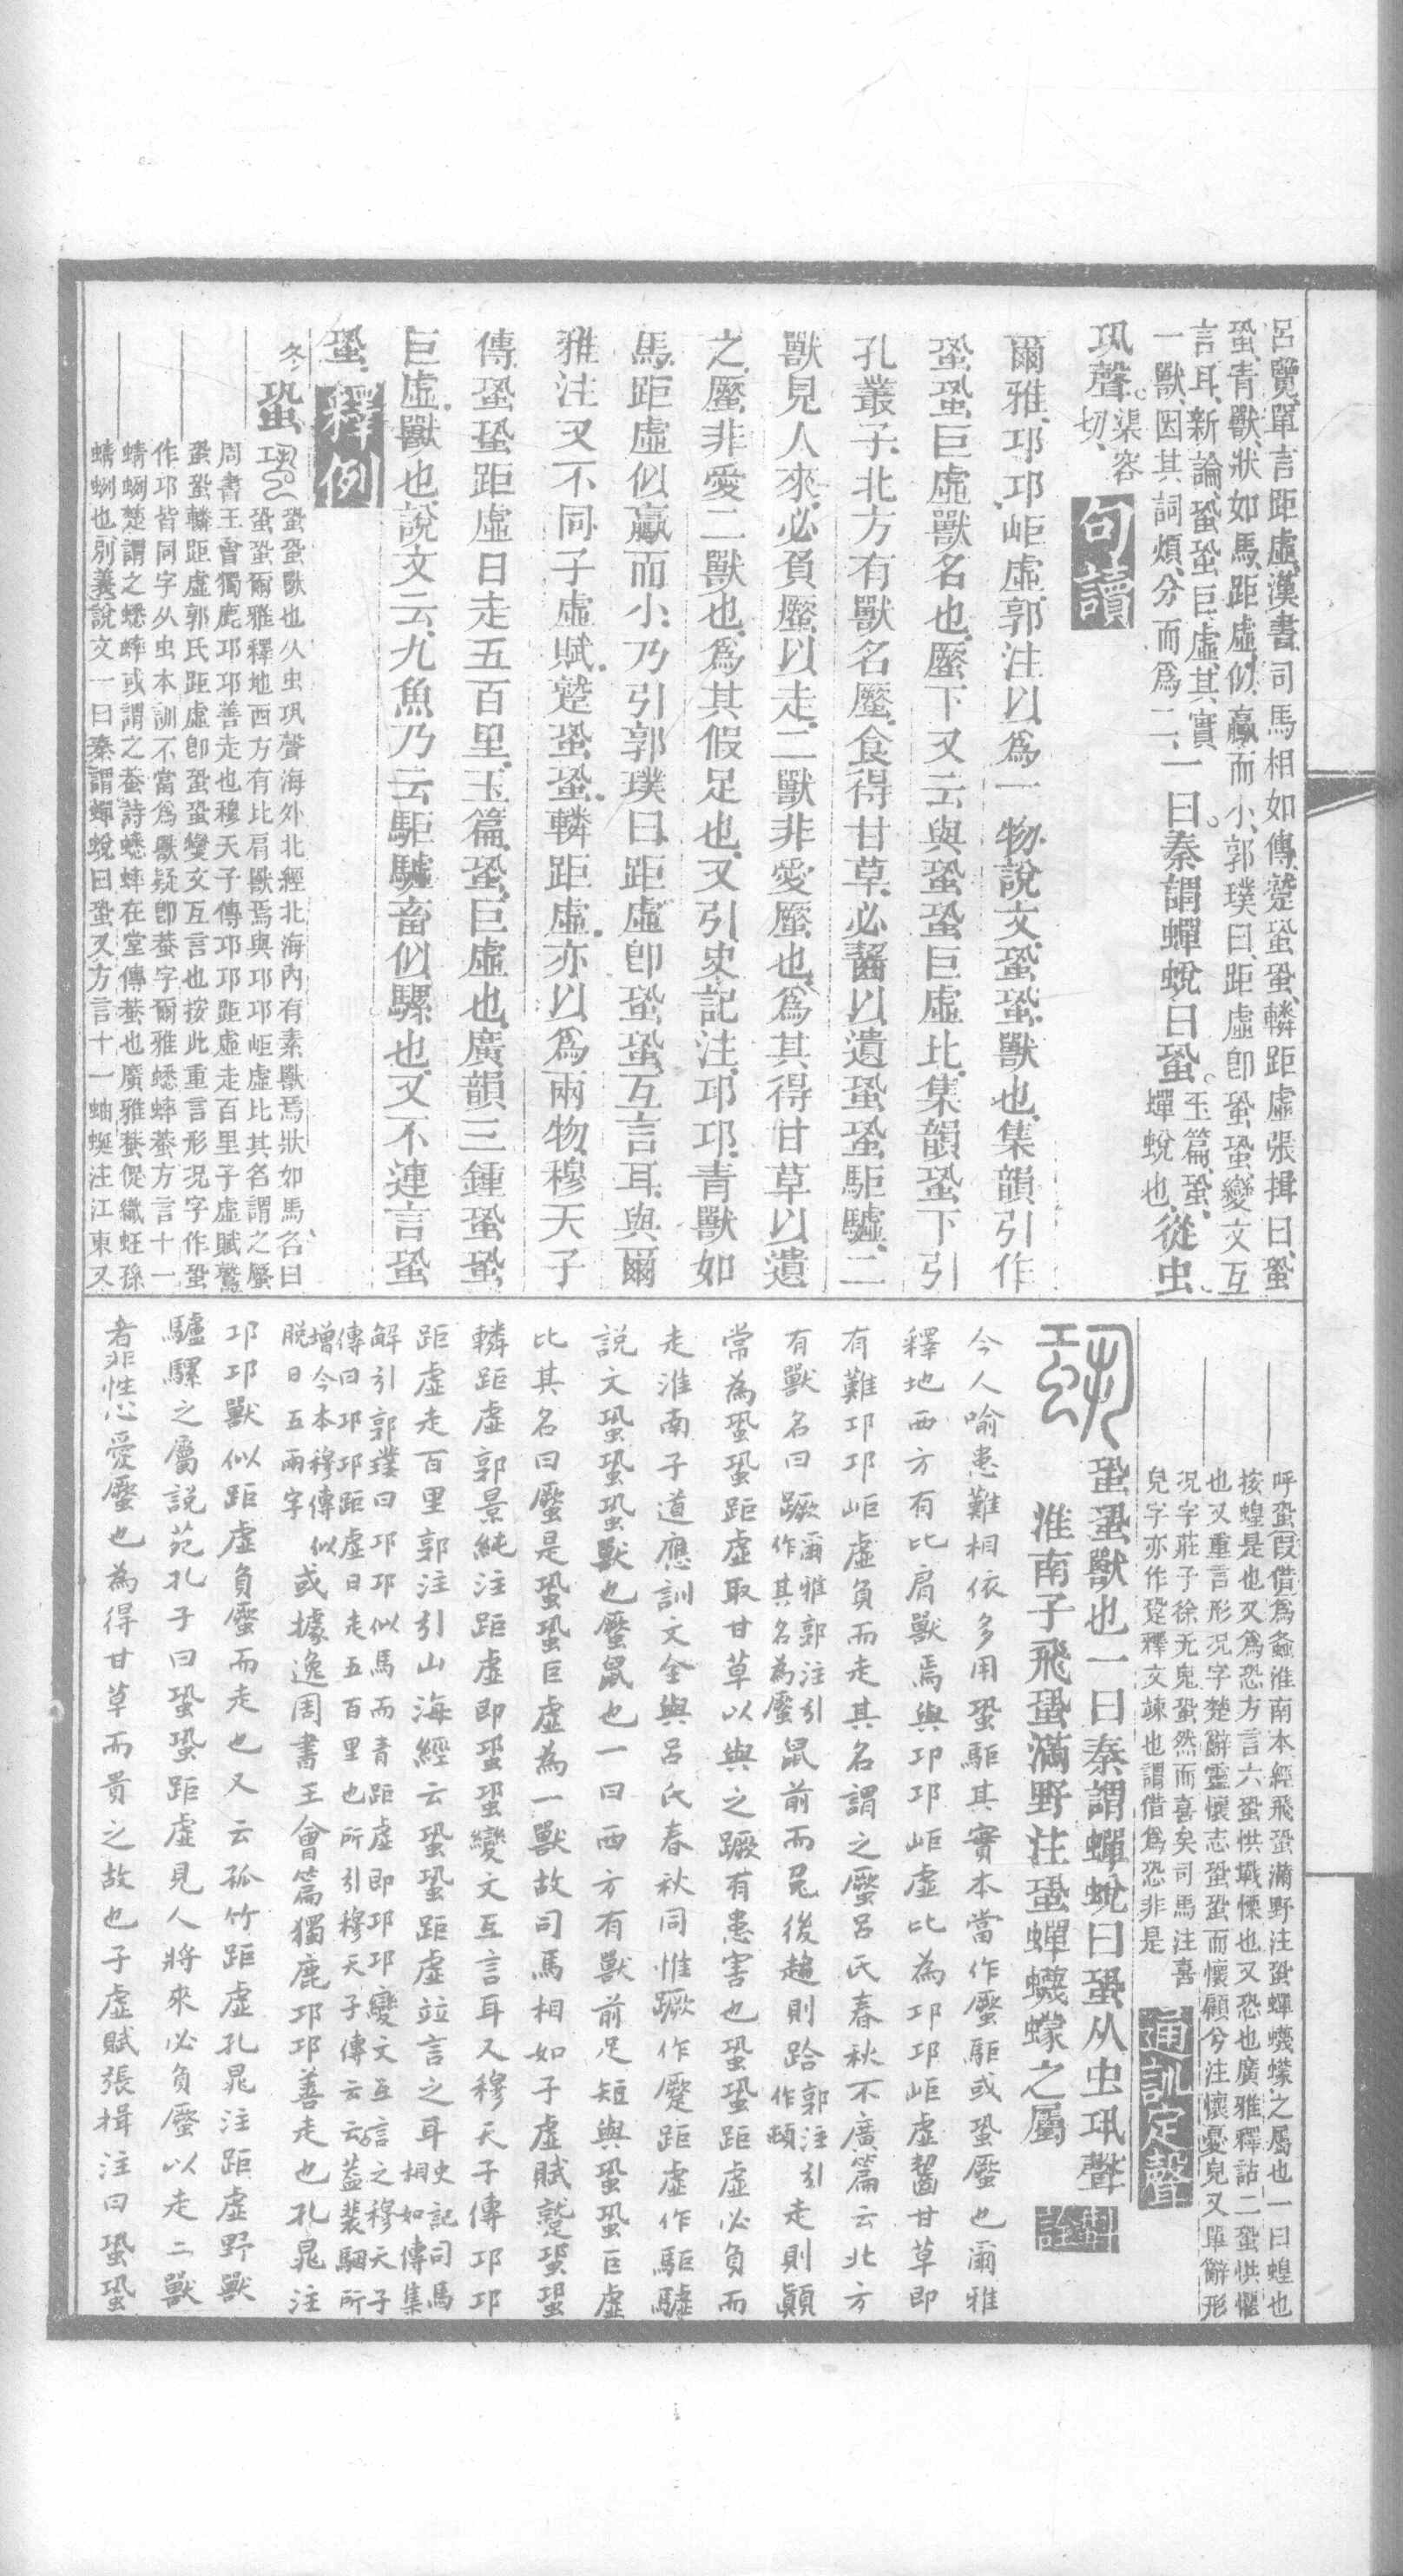 呂覽單言距虛漢書司馬相如傳楚蛩蛩轔距虛張揖曰蛩
蛩青獸狀如馬距虛似驘而小郭璞曰距虛卽蛩蛩變文互
言耳新論蛩蛩巨虛其實
一獸因其詞煩分而爲二
一曰秦謂蟬蛻曰蛩
玉篇蛩
蟬蛻也
從虫
巩聲
渠容
切
句讀
爾雅邛邛岠虛郭注以爲一物說文蛩蛩獸也集韻引作
蛩蛩巨虛獸名也蟨下又云與蛩蛩巨虛比集韻蛩下引
孔叢子北方有獸名蟨食得甘草必齧以遺蛩蛩駏驉二
獸見人來必負蟨以走二獸非愛蟨也爲其得甘草以遺
之蟨非愛二獸也爲其假足也又引史記注邛邛青獸如
馬距虛似驘而小乃引郭璞曰距虛卽蛩蛩互言耳與爾
雅注又不同子虛賦楚蛩蛩轔距虛亦以爲兩物穆天子
傳蛩蛩距虛日走五百里玉篇蛩巨虛也廣韻三鍾蛩蛩
巨虛獸也說文云九魚乃云駏驉畜似騾也又不連言蛩
蛩
釋例
蛩
蛩蛩獸也从虫巩聲海外北經北海內有素獸焉狀如馬名曰
蛩蛩爾雅釋地西方有比肩獸焉與邛邛岠虛比其名謂之蟨
周書王會獨鹿邛邛善走也穆天子傳邛邛距虛走百里子虛賦
蛩蛩轔距虛郭氏距虛卽蛩蛩變文互言也按此重言形況字作蛩
作邛皆同字从虫本訓不當爲獸疑卽蛬字爾雅蟋蟀蛬方言十一
蜻蛚楚謂之蟋蟀或謂之蛬詩蟋蟀在堂傳蛬也廣雅蛬促織蚟孫
蜻蛚也別義說文一曰秦謂蟬蛻曰蛩又方言十一蚰蜒注江東又
呼蛩叚借爲螽淮南本經飛蛩滿野注蛩蟬蠛蠓之屬也一曰蝗也
按蝗是也又爲恐方言六蛩供戰慄也又恐也廣雅釋詁二蛩供懼
也又重言形況字楚辭靈懷志蛩蛩而懷顧兮注懷憂皃又單辭形
況字莊子徐无鬼蛩然而喜矣司馬注喜
皃字亦作跫釋文竦也謂借爲恐非是
通訓定聲
蛩蛩獸也一曰秦謂蟬蛻曰蛩从虫巩聲
淮南子飛蛩滿野注蛩蟬蠛蠓之屬
今人喻患難相依多用蛩駏其實本當作蟨駏或蛩蟨也爾雅
釋地西方有比肩獸焉與邛邛岠虛比為邛邛岠虛齧甘草即
有難邛邛岠虛負而走其名謂之蟨呂氏春秋不廣篇云北方
有獸名曰蹶
爾雅郭注引
作其名為蟨
鼠前而兔後趨則跲
郭注引
作頓
走則顚
常為蛩蛩距虛取甘草以與之蹶有患害也蛩蛩距虛必負而
走淮南子道應訓文全與呂氏春秋同惟蹶作蹷距虛作駏驉
說文蛩蛩蛩獸也蟨鼠也一曰西方有獸前足短與蛩蛩巨虛
比其名曰蟨是蛩蛩巨虛為一獸故司馬相如子虛賦蹵蛩蛩
轔距虛郭景純注距虛即蛩蛩變文互言耳又穆天子傳邛邛
距虛走百里郭注引山海經云蛩蛩距虛竝言之耳
史記司馬
相如傳集
解引郭璞曰邛邛似馬而青距虛即邛邛變文互言之穆天子
傳曰邛邛距虛日走五百里也所引穆天子傳云云葢裴駰所
增今本穆傳似
脱日五兩字
或據逸周書王會篇獨鹿邛邛善走也孔晁注
邛邛獸似距虛負蟨而走也又云孤竹距虛孔晁注距虛野獸
驢騾之屬說苑孔子曰蛩蛩距虛見人將來必負蟨以走二獸
者非性心愛蟨也為得甘草而貴之故也子虛賦張揖注曰蛩蛩